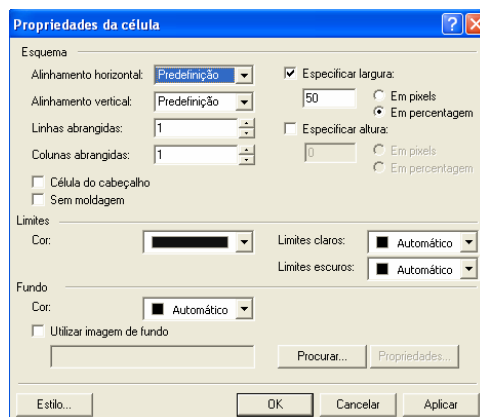 Propriedades da célula
Esquema
Alinhamento horizontal: Predefinição
Alinhamento vertical: Predefinição
Linhas abrangidas: 1
Colunas abrangidas: 1
Célula do cabeçalho
Sem moldagem
Especificar largura:
50 Em pixels
Em percentagem
Especificar altura:
0 Em pixels
Em percentagem
Limites
Cor:
Limites claros: Automático
Limites escuros: Automático
Fundo
Cor: Automático
Utilizar imagem de fundo
Procurar... Propriedades...
Estilo... OK Cancelar Aplicar